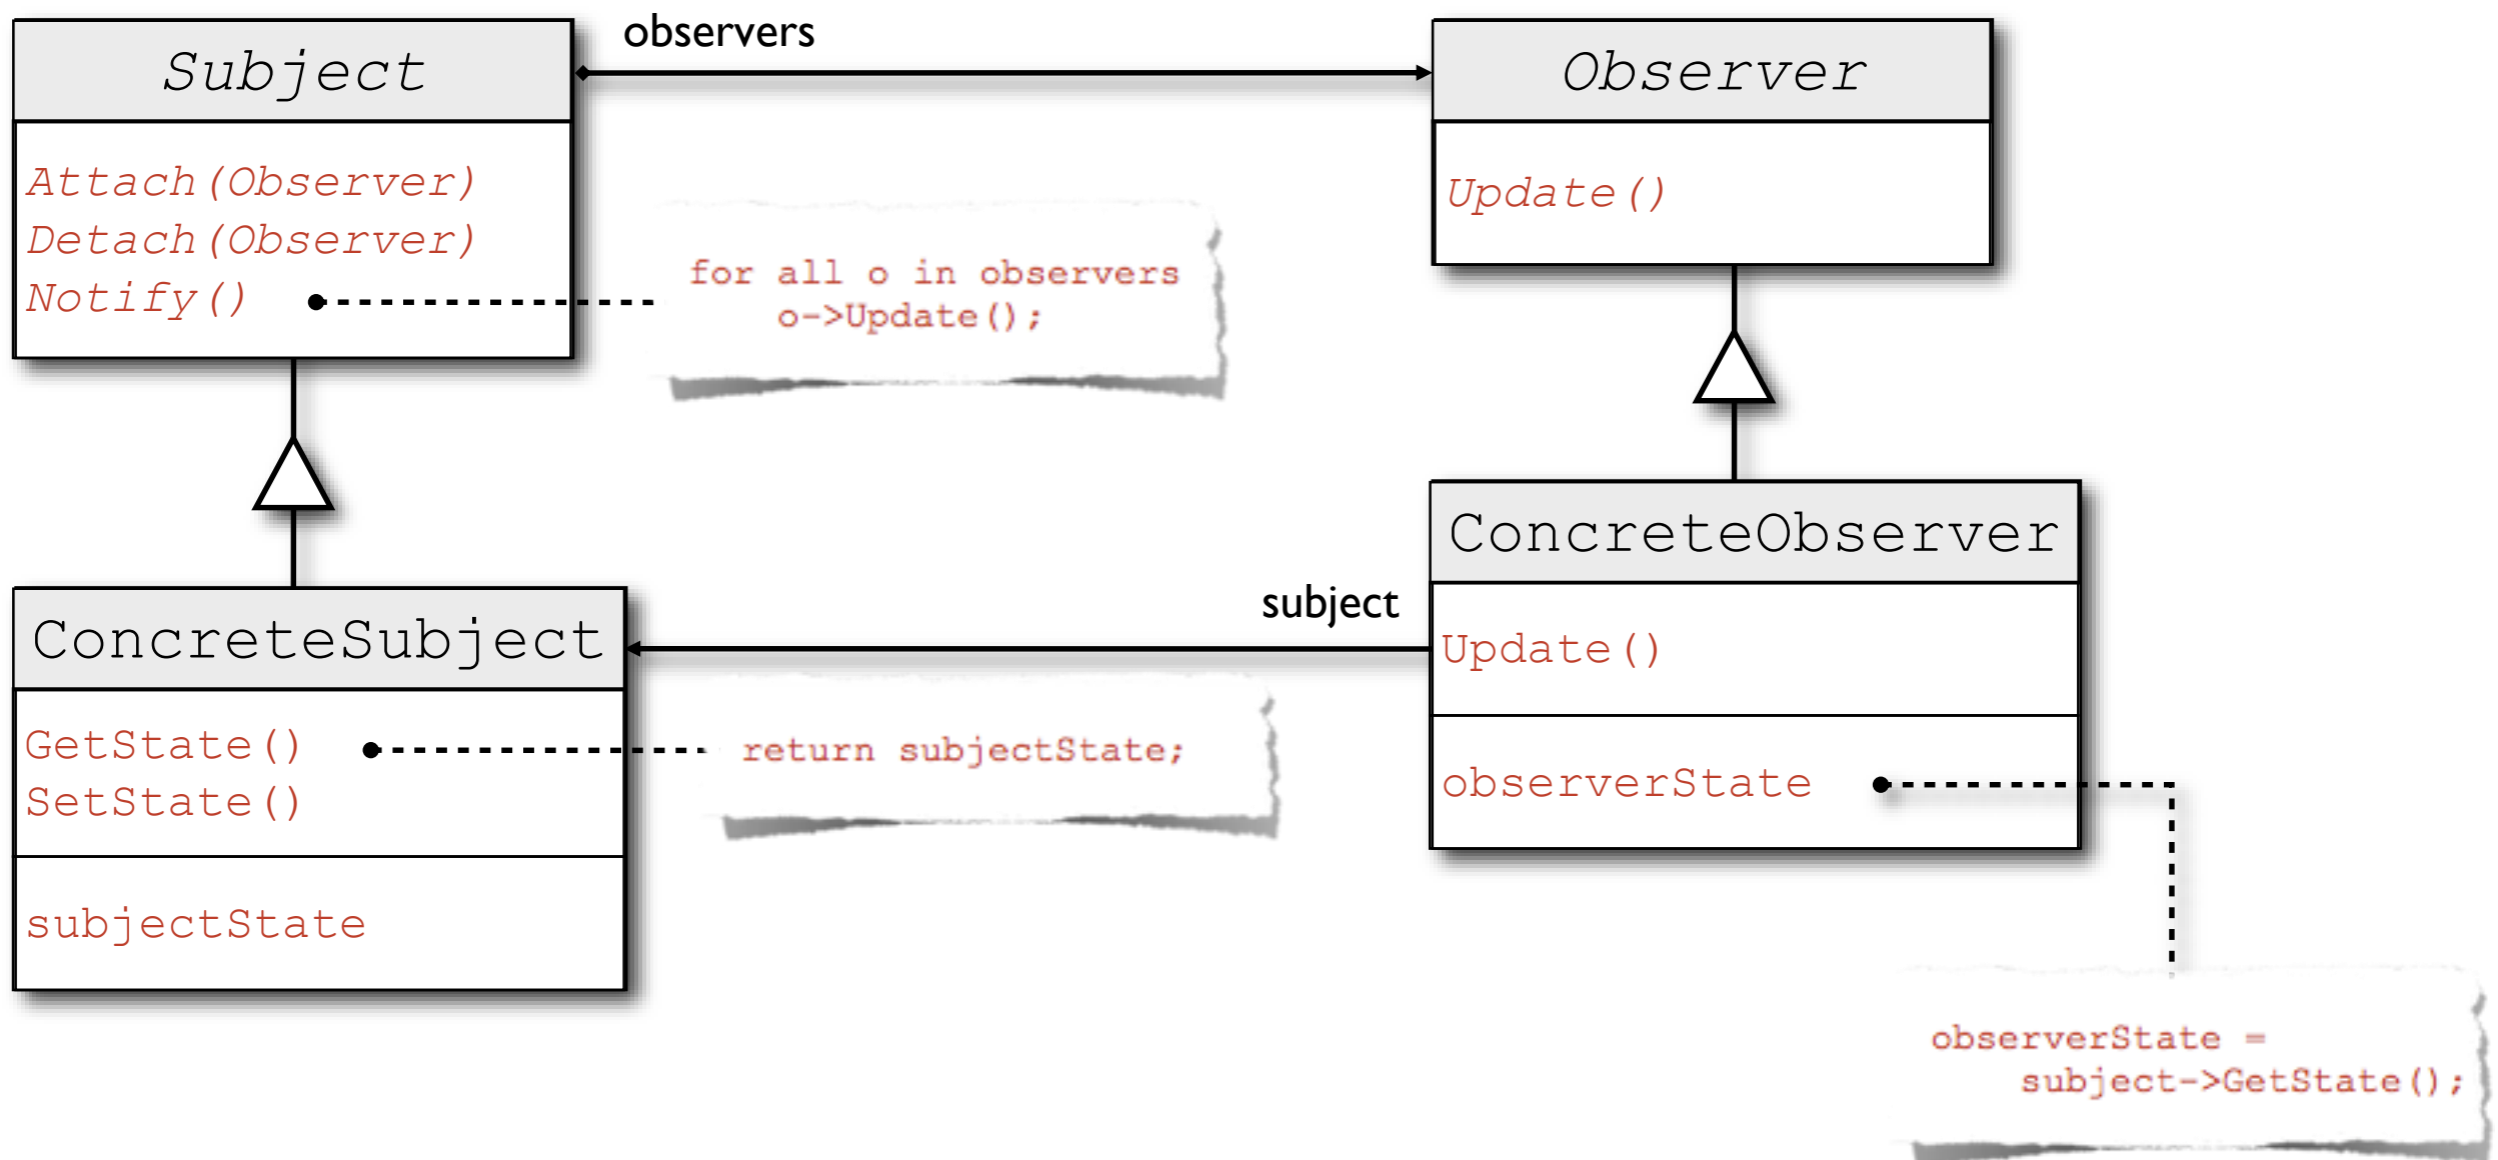 observers
Subject
Attach(Observer)
Detach(Observer)
Notify()
for all o in observers
o->Update();
Observer
Update()
ConcreteSubject
GetState()
SetState()
subjectState
return subjectState;
subject
ConcreteObserver
Update()
observerState
observerState =
subject->GetState();